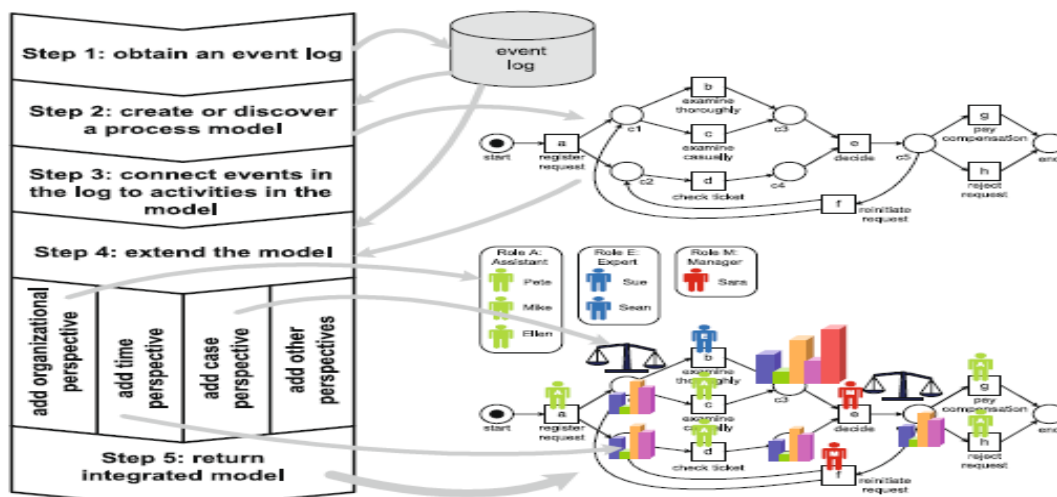 Step 1: obtain an event log
Step 2: create or discover
a process model
Step 3: connect events in
the log to activities in the
model
Step 4: extend the model
add organizational
perspective
add time
perspective
add case
perspective
add other
perspectives
Step 5: return
integrated model
event
log
start
a
register
request
c1
c2
b
examine
thoroughly
c
examine
casually
d
check ticket
c3
c4
e
decide
c5
f
reinitiate
request
g
pay
compensation
h
reject
request
end
Role A:
Assistant
Pete
Mike
Ellen
Role E:
Expert
Sue
Sean
Role M:
Manager
Sara
start
a
register
request
b
examine
thoroughly
c
examine
casually
d
check ticket
c3
e
decide
f
reinitiate
request
g
pay
compensation
h
reject
request
end